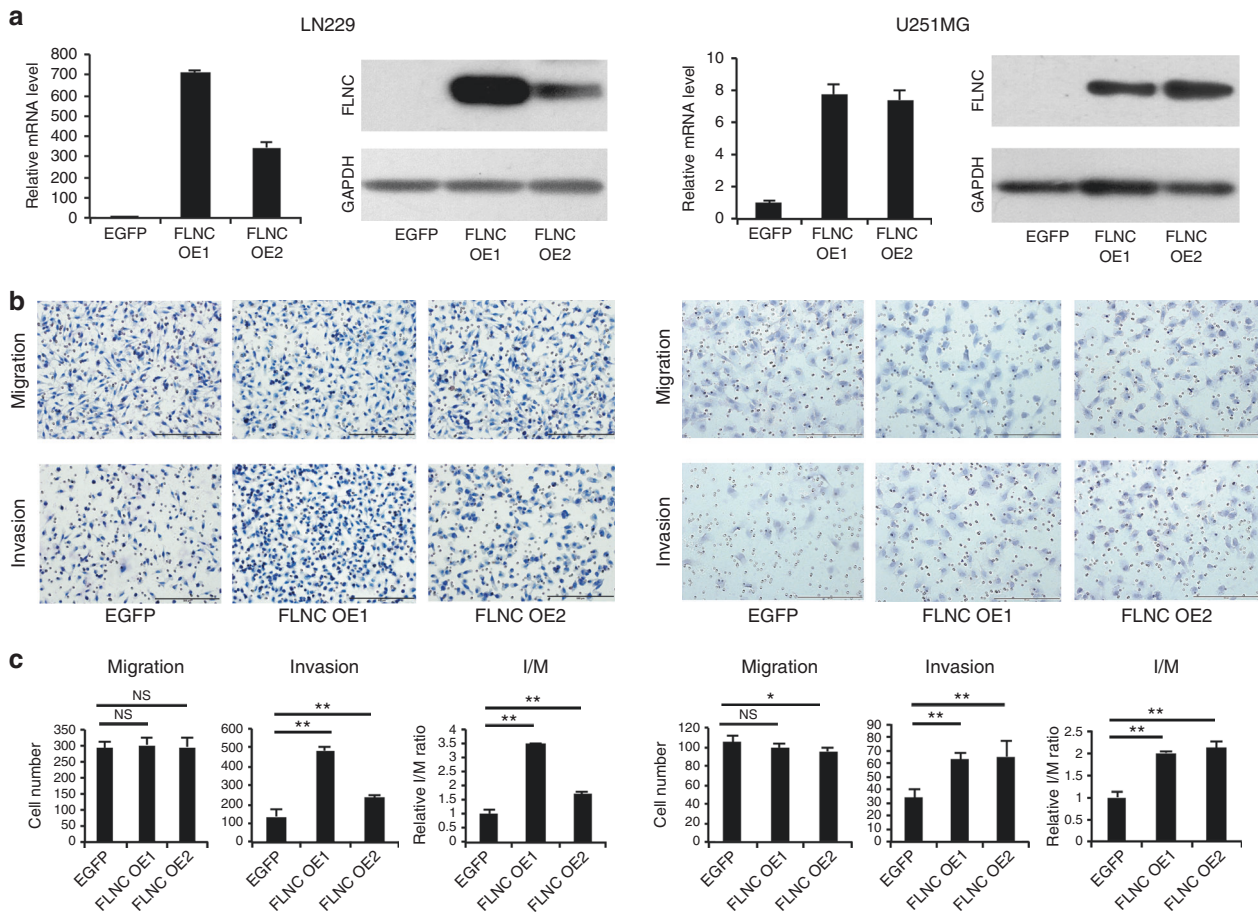 a
LN229
U251MG
Relative mRNA level
800
700
600
500
400
300
200
100
0
EGFP
FLNC OE1
FLNC OE2
FLNC
GAPDH
EGFP
FLNC OE1
FLNC OE2
Relative mRNA level
10
8
6
4
2
0
EGFP
FLNC OE1
FLNC OE2
FLNC
GAPDH
EGFP
FLNC OE1
FLNC OE2
b
Migration
Invasion
EGFP
FLNC OE1
FLNC OE2
Migration
Invasion
EGFP
FLNC OE1
FLNC OE2
c
Migration
NS
NS
Cell number
350
300
250
200
150
100
50
0
EGFP
FLNC OE1
FLNC OE2
Invasion
**
**
600
500
400
300
200
100
0
EGFP
FLNC OE1
FLNC OE2
I/M
**
**
Relative I/M ratio
4
3.5
3
2.5
2
1.5
1
0.5
0
EGFP
FLNC OE1
FLNC OE2
Migration
*
NS
Cell number
120
100
80
60
40
20
0
EGFP
FLNC OE1
FLNC OE2
Invasion
**
**
90
80
70
60
50
40
30
20
10
0
EGFP
FLNC OE1
FLNC OE2
I/M
**
**
Relative I/M ratio
2.5
2
1.5
1
0.5
0
EGFP
FLNC OE1
FLNC OE2